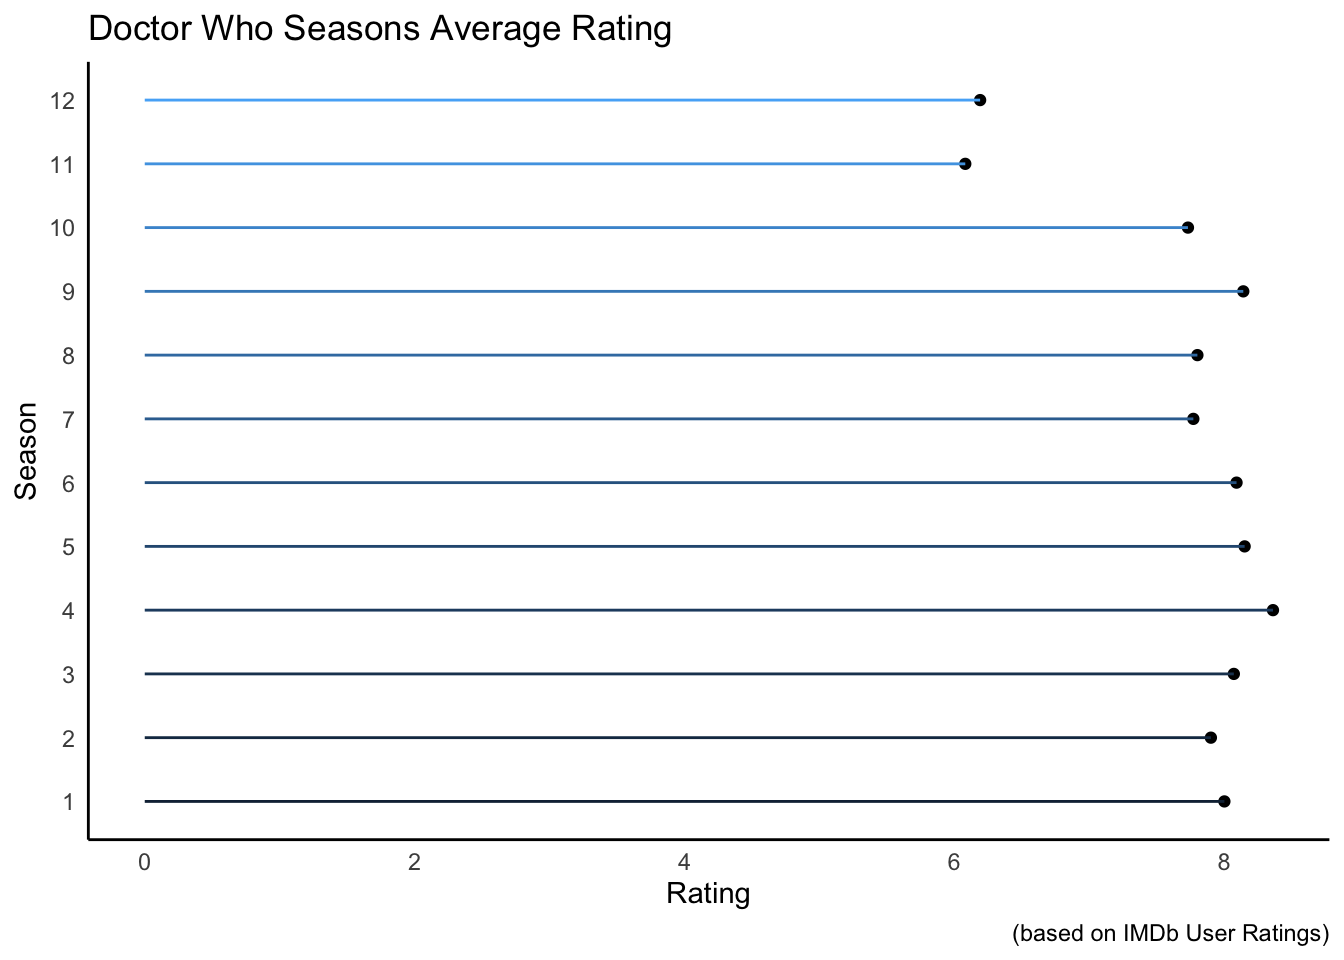 Doctor Who Seasons Average Rating
12
11
10
9
8
7
6
5
4
3
2
1
Season
0 2 4 6 8
Rating
(based on IMDb User Ratings)